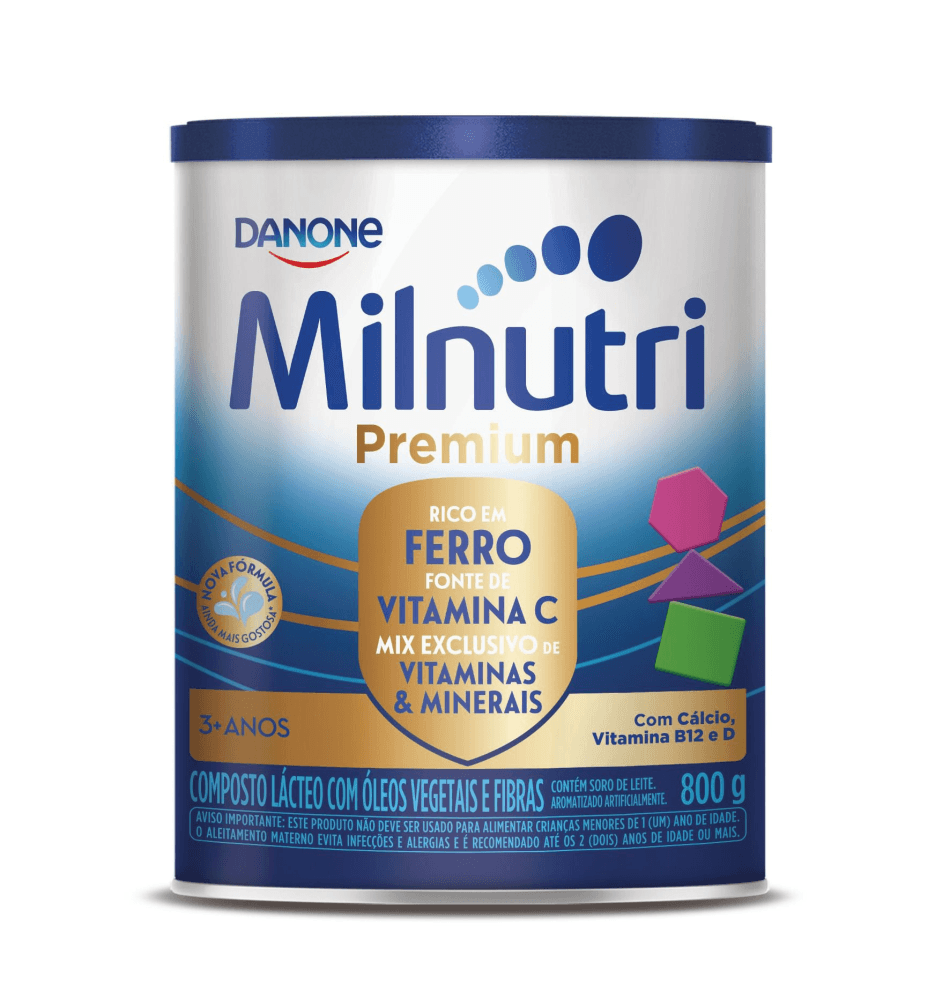 DANONE
Milnutri
Premium
RICO EM
FERRO
FONTE DE
VITAMINA C
MIX EXCLUSIVO DE
VITAMINAS
& MINERAIS
NOVA FÓRMULA
AINDA MAIS GOSTOSA*
3+ ANOS
Com Cálcio,
Vitamina B12 e D
COMPOSTO LÁCTEO COM ÓLEOS VEGETAIS E FIBRAS
CONTÉM SORO DE LEITE.
AROMATIZADO ARTIFICIALMENTE.
800 g
AVISO IMPORTANTE: ESTE PRODUTO NÃO DEVE SER USADO PARA ALIMENTAR CRIANÇAS MENORES DE 1 (UM) ANO DE IDADE.
O ALEITAMENTO MATERNO EVITA INFECÇÕES E ALERGIAS E É RECOMENDADO ATÉ OS 2 (DOIS) ANOS DE IDADE OU MAIS.